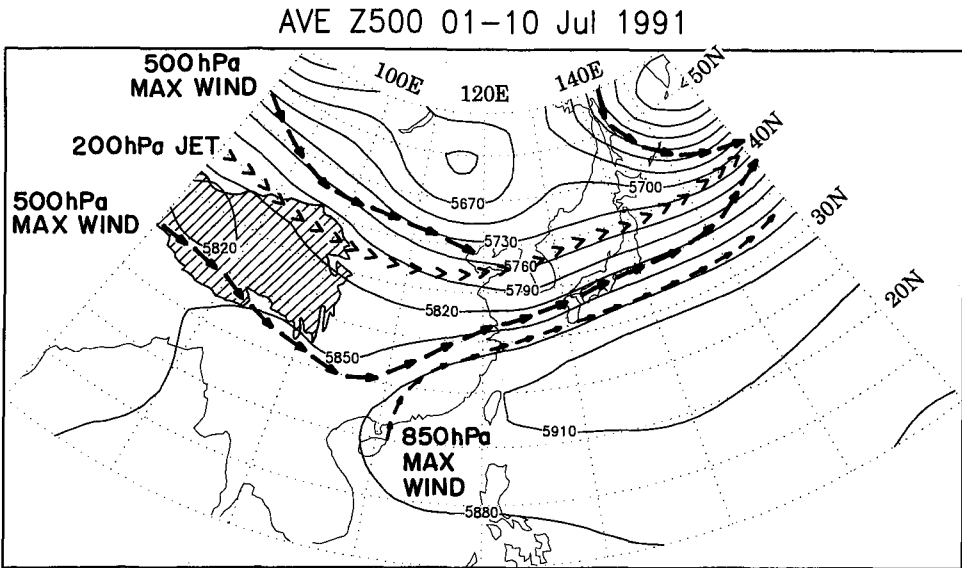 AVE Z500 01-10 Jul 1991
500hPa
MAX WIND
100E
120E
140E
50N
200hPa JET
40N
500hPa
MAX WIND
5700
5670
30N
5820
5730
5760
5790
20N
5820
5850
5910
850hPa
MAX
WIND
5880